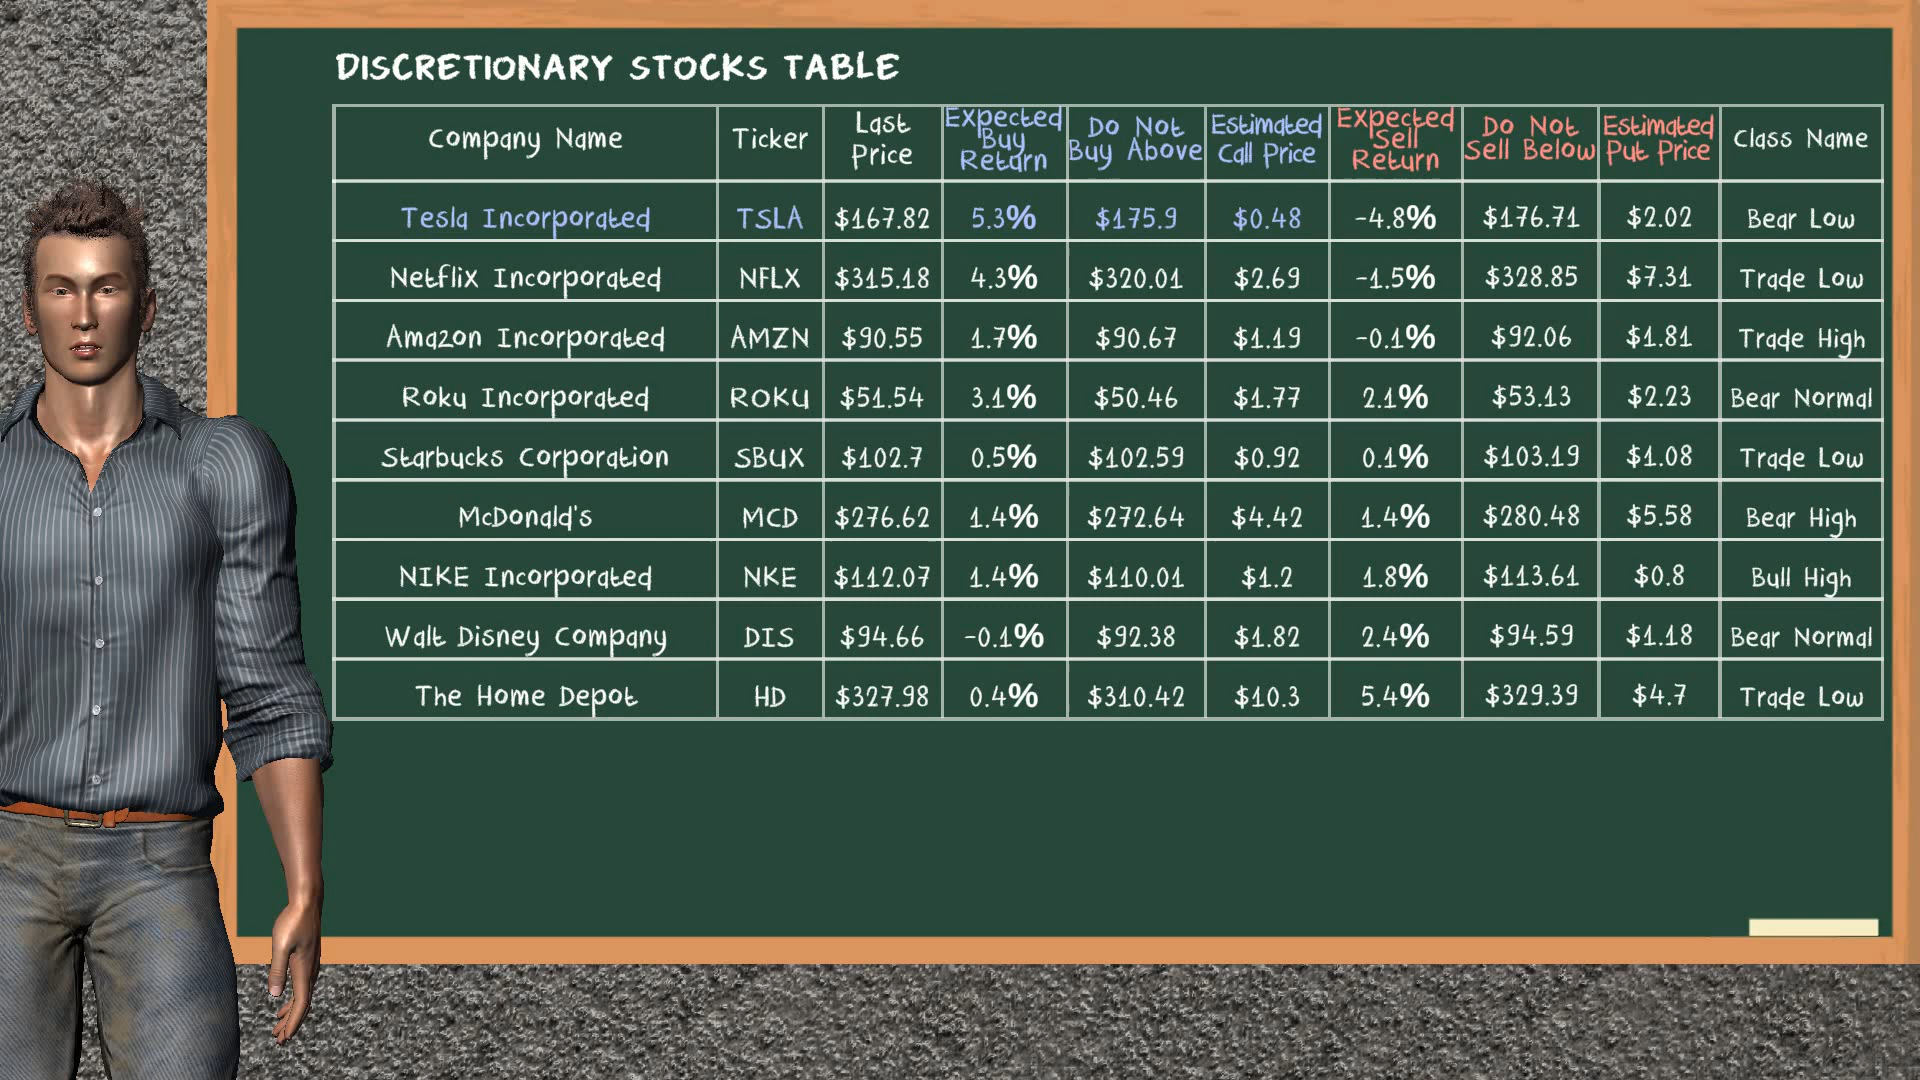 DISCRETIONARY STOCKS TABLE
Company Name Ticker Last Price Expected Buy Return Do Not Buy Above Estimated Call Price Expected Sell Return Do Not Sell Below Estimated Put Price Class Name
Tesla Incorporated TSLA $167.82 5.3% $175.9 $0.48 -4.8% $176.71 $2.02 Bear Low
Netflix Incorporated NFLX $315.18 4.3% $320.01 $2.69 -1.5% $328.85 $7.31 Trade Low
Amazon Incorporated AMZN $90.55 1.7% $90.67 $1.19 -0.1% $92.06 $1.81 Trade High
Roku Incorporated ROKU $51.54 3.1% $50.46 $1.77 2.1% $53.13 $2.23 Bear Normal
Starbucks Corporation SBUX $102.7 0.5% $102.59 $0.92 0.1% $103.19 $1.08 Trade Low
McDonald's MCD $276.62 1.4% $272.64 $4.42 1.4% $280.48 $5.58 Bear High
NIKE Incorporated NKE $112.07 1.4% $110.01 $1.2 1.8% $113.61 $0.8 Bull High
Walt Disney Company DIS $94.66 -0.1% $92.38 $1.82 2.4% $94.59 $1.18 Bear Normal
The Home Depot HD $327.98 0.4% $310.42 $10.3 5.4% $329.39 $4.7 Trade Low